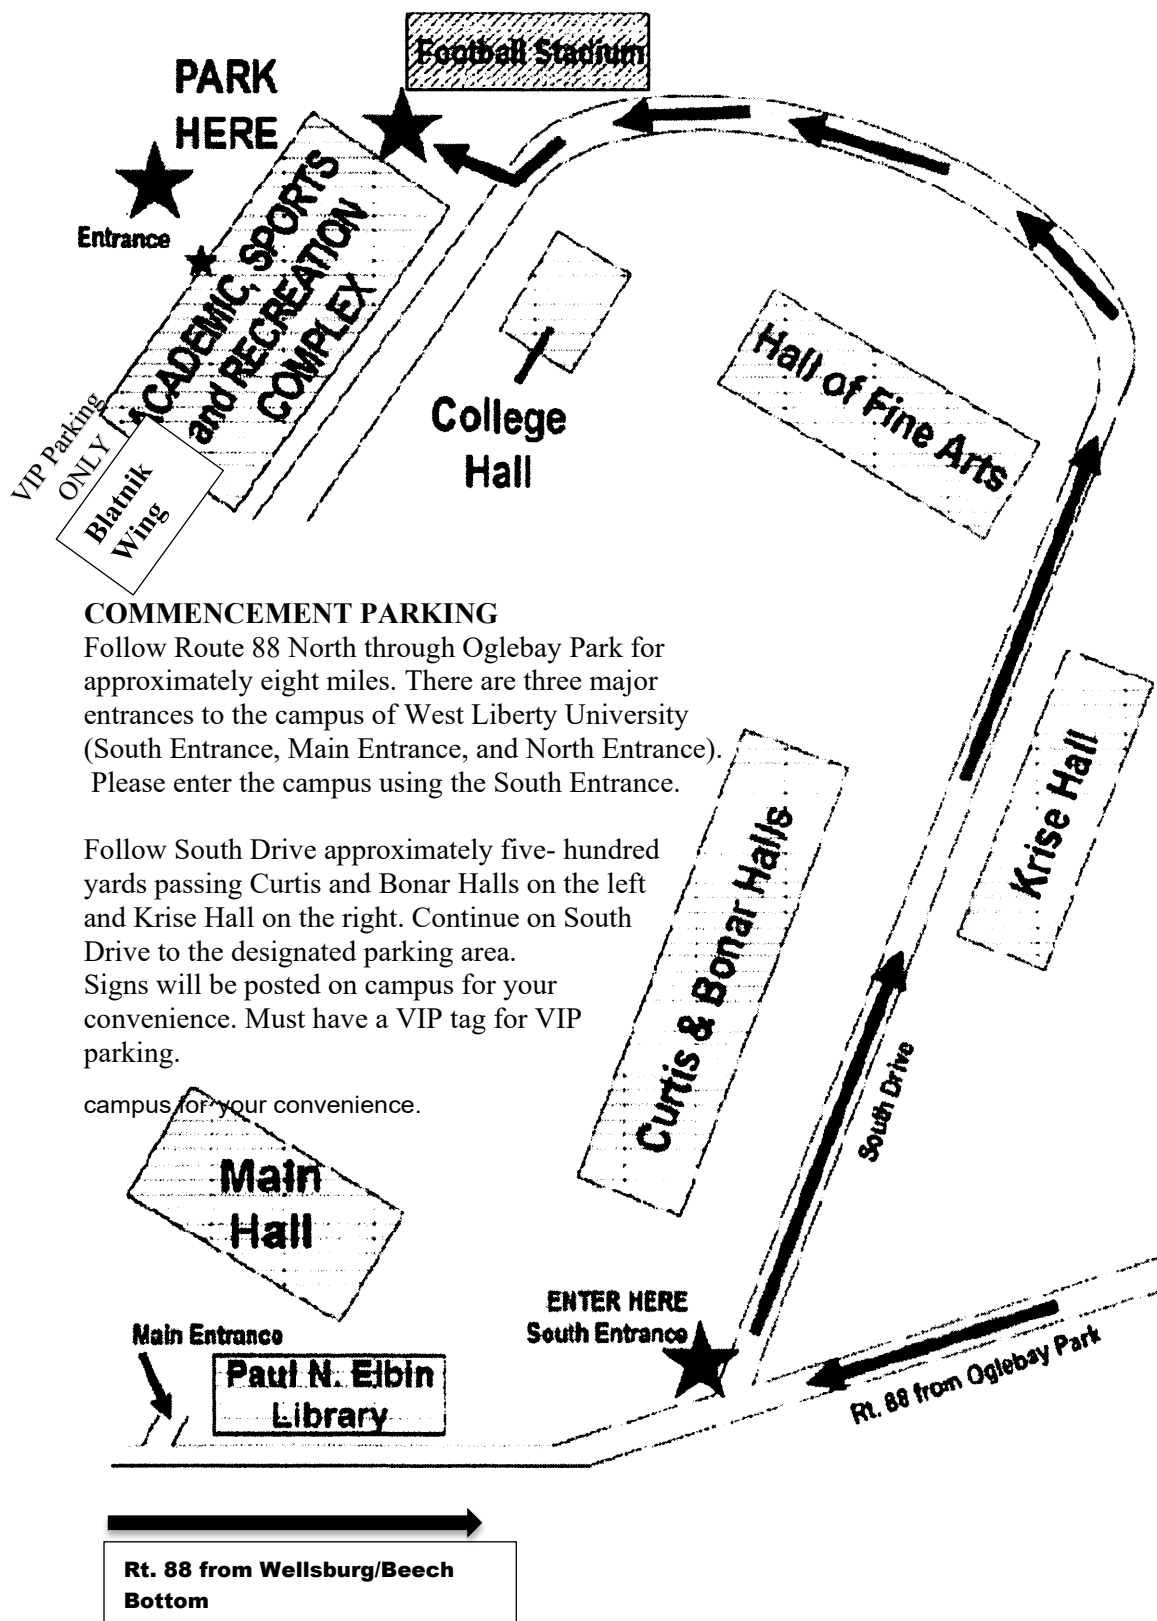 Football Stadium
PARK
HERE
Entrance
ACADEMIC, SPORTS
and RECREATION
COMPLEX
VIP Parking
ONLY
Blatnik
Wing
College
Hall
Hall of Fine Arts
COMMENCEMENT PARKING
Follow Route 88 North through Oglebay Park for
approximately eight miles. There are three major
entrances to the campus of West Liberty University
(South Entrance, Main Entrance, and North Entrance).
Please enter the campus using the South Entrance.
Follow South Drive approximately five- hundred
yards passing Curtis and Bonar Halls on the left
and Krise Hall on the right. Continue on South
Drive to the designated parking area.
Signs will be posted on campus for your
convenience. Must have a VIP tag for VIP
parking.
campus for your convenience.
Krise Hall
Curtis & Bonar Halls
South Drive
Main
Hall
ENTER HERE
South Entrance
Main Entrance
Paul N. Elbin
Library
Rt. 88 from Oglebay Park
Rt. 88 from Wellsburg/Beech
Bottom